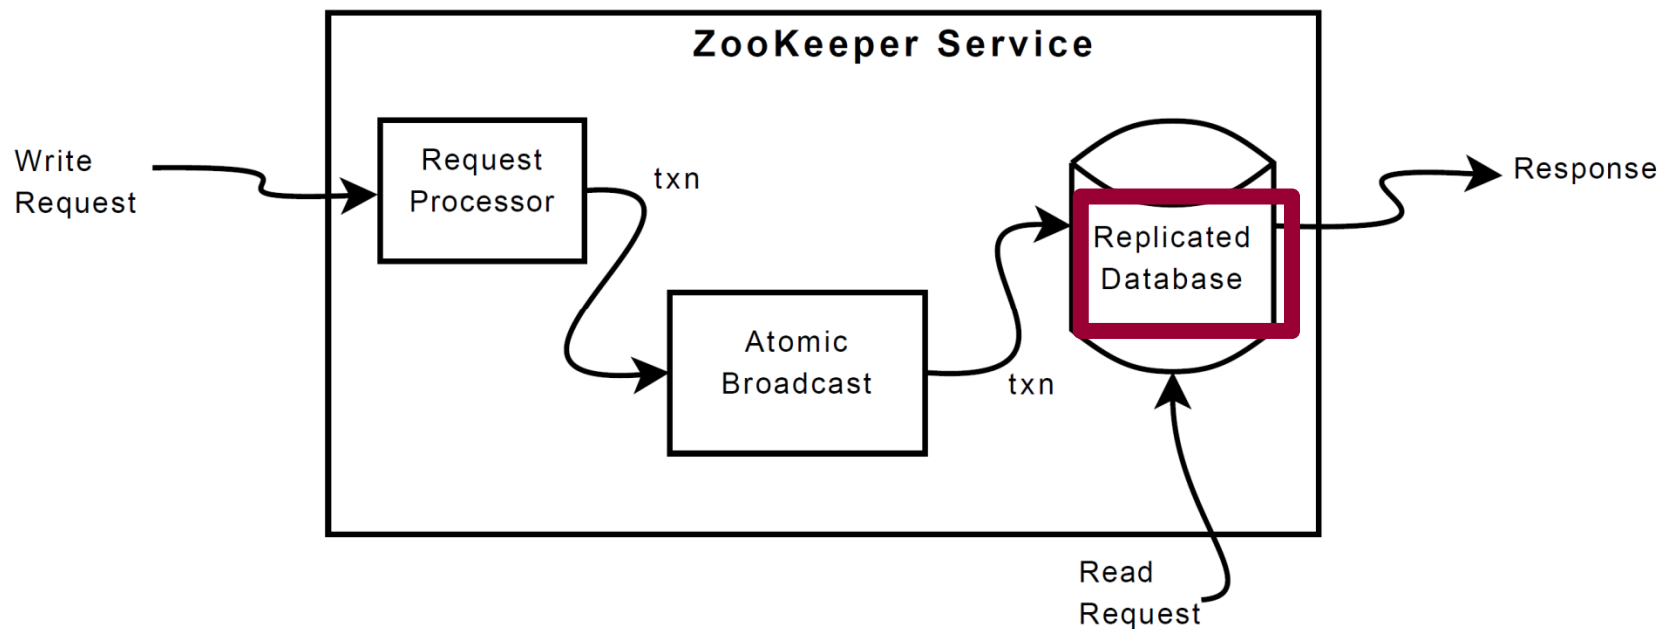 ZooKeeper Service
Write
Request
Request
Processor
txn
Atomic
Broadcast
txn
Replicated
Database
Response
Read
Request